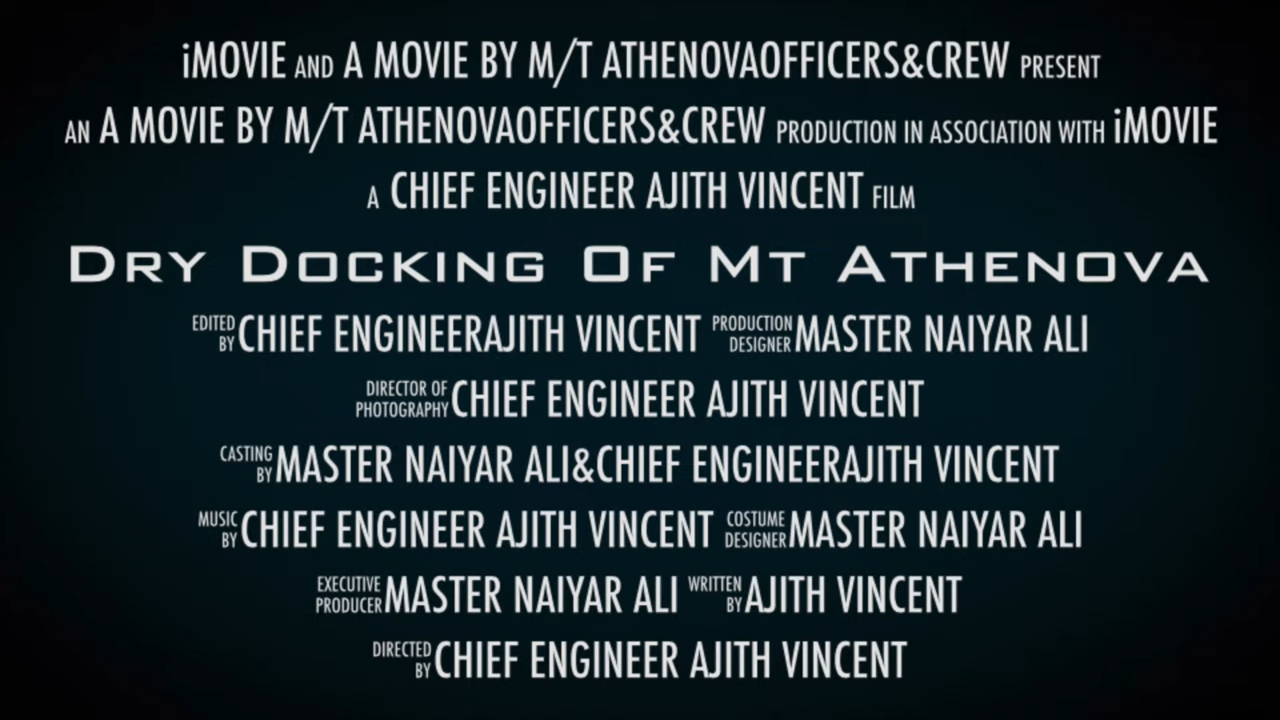 iMOVIE AND A MOVIE BY M/T ATHENOVAOFFICERS&CREW PRESENT
AN A MOVIE BY M/T ATHENOVAOFFICERS&CREW PRODUCTION IN ASSOCIATION WITH iMOVIE
A CHIEF ENGINEER AJITH VINCENT FILM
DRY DOCKING OF MT ATHENOVA
EDITED BY CHIEF ENGINEERAJITH VINCENT PRODUCTION DESIGNER MASTER NAIYAR ALI
DIRECTOR OF PHOTOGRAPHY CHIEF ENGINEER AJITH VINCENT
CASTING BY MASTER NAIYAR ALI&CHIEF ENGINEERAJITH VINCENT
MUSIC BY CHIEF ENGINEER AJITH VINCENT COSTUME DESIGNER MASTER NAIYAR ALI
EXECUTIVE PRODUCER MASTER NAIYAR ALI WRITTEN BY AJITH VINCENT
DIRECTED BY CHIEF ENGINEER AJITH VINCENT